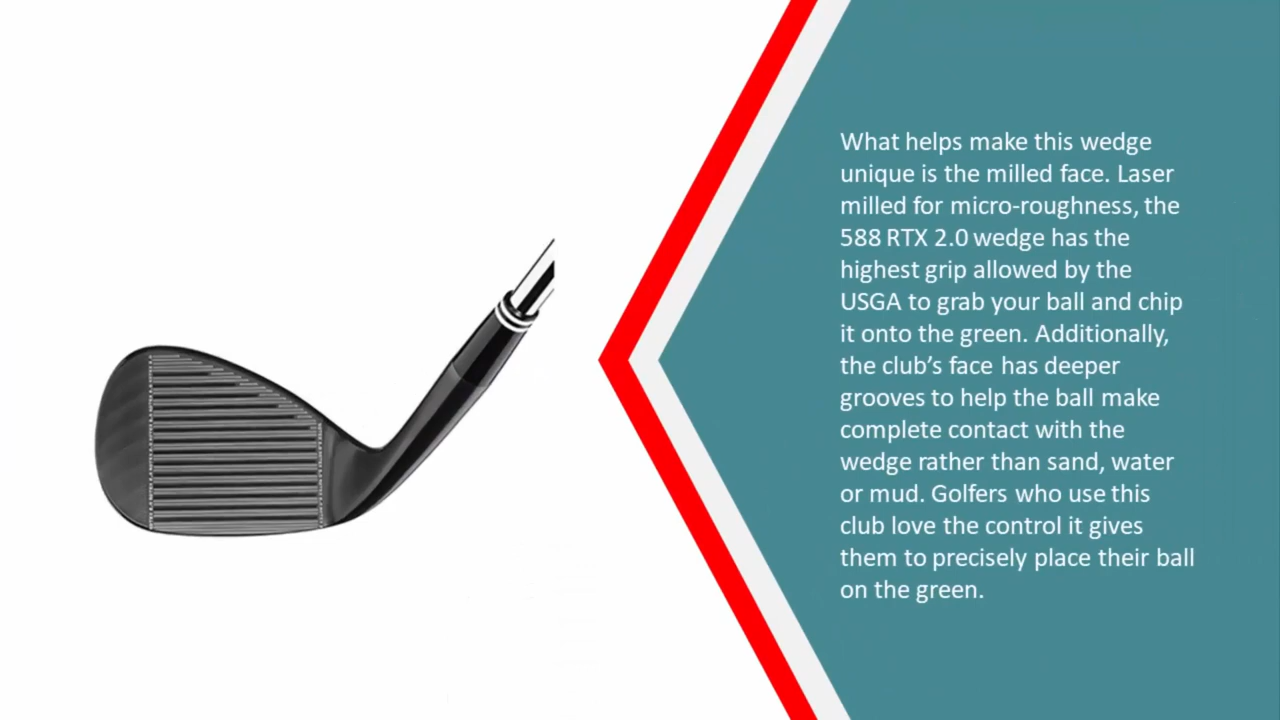 What helps make this wedge
unique is the milled face. Laser
milled for micro-roughness, the
588 RTX 2.0 wedge has the
highest grip allowed by the
USGA to grab your ball and chip
it onto the green. Additionally,
the club’s face has deeper
grooves to help the ball make
complete contact with the
wedge rather than sand, water
or mud. Golfers who use this
club love the control it gives
them to precisely place their ball
on the green.